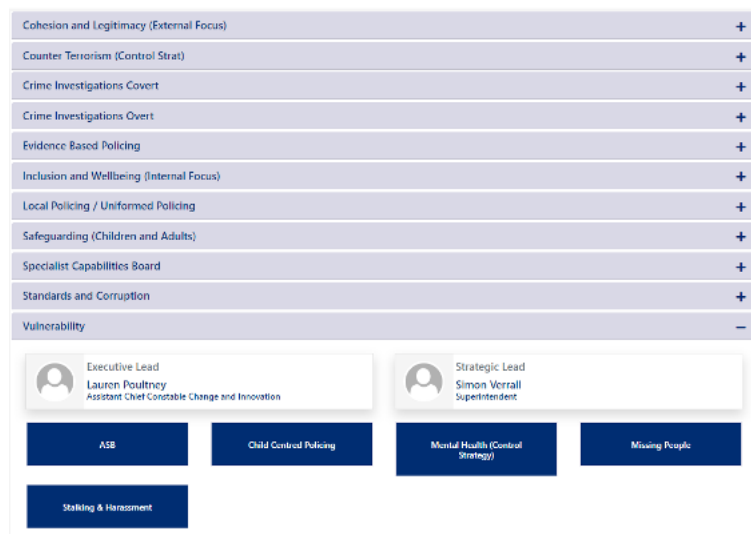 Cohesion and Legitimacy (External Focus)
Counter Terrorism (Control Strat)
Crime Investigations Covert
Crime Investigations Overt
Evidence Based Policing
Inclusion and Wellbeing (Internal Focus)
Local Policing / Uniformed Policing
Safeguarding (Children and Adults)
Specialist Capabilities Board
Standards and Corruption
Vulnerability
Executive Lead
Lauren Poultney
Assistant Chief Constable Change and Innovation
Strategic Lead
Simon Verrall
Superintendent
ASB
Child Centred Policing
Mental Health (Control
Strategy)
Missing People
Stalking & Harassment